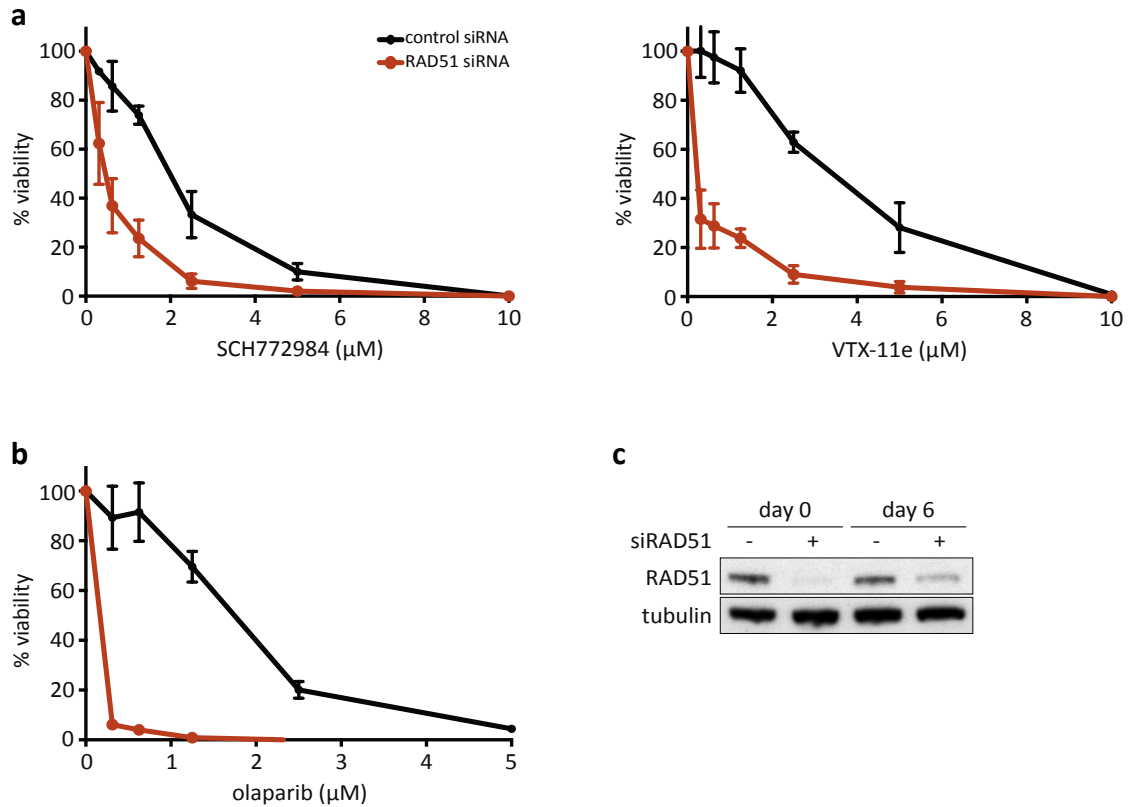 a
control siRNA
RAD51 siRNA
% viability
100
80
60
40
20
0
0 2 4 6 8 10
SCH772984 (µM)
% viability
100
80
60
40
20
0
0 2 4 6 8 10
VTX-11e (µM)
b
% viability
100
80
60
40
20
0
0 1 2 3 4 5
olaparib (µM)
c
day 0 day 6
siRAD51 - + - +
RAD51
tubulin